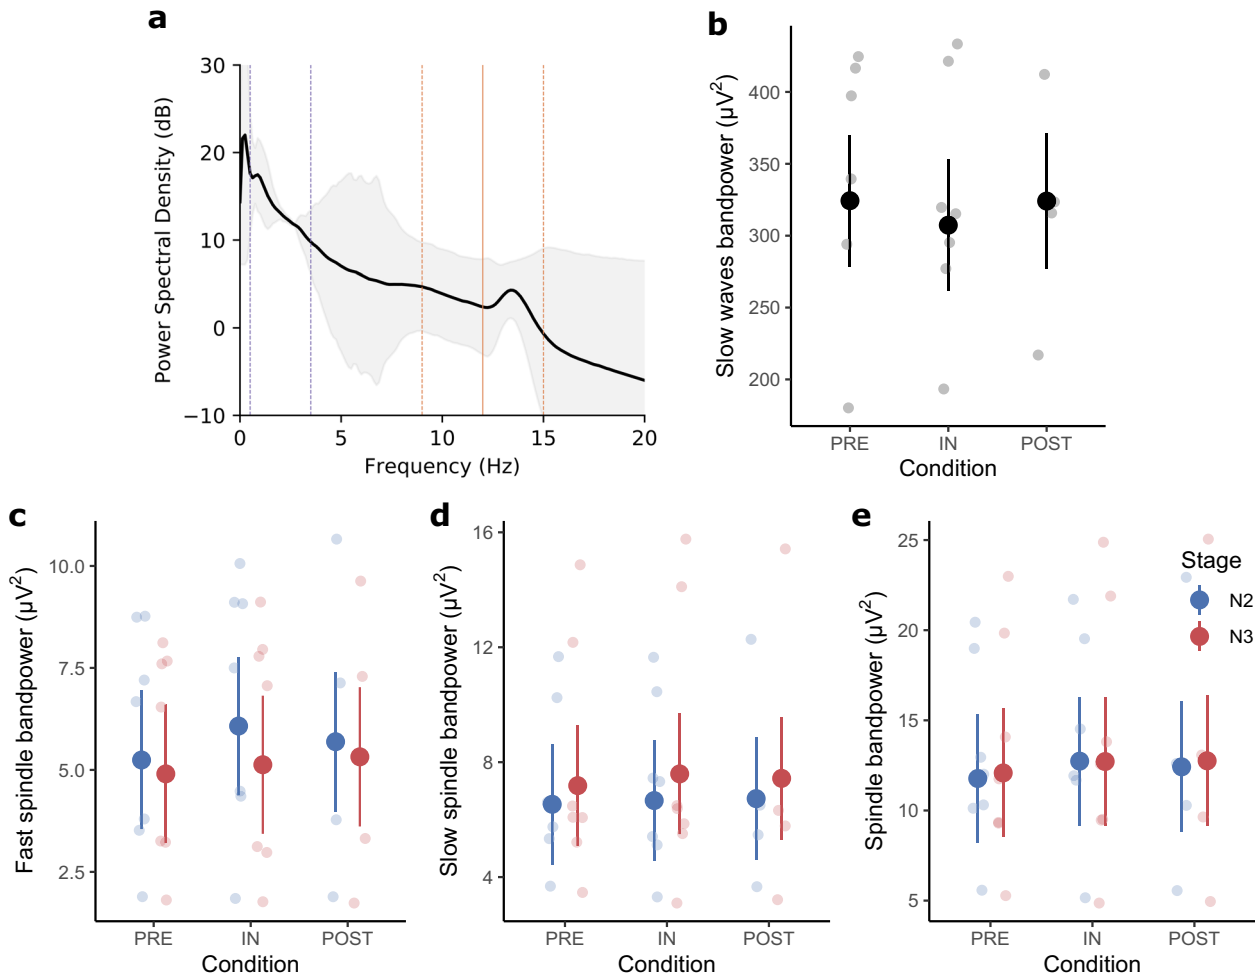 a
Power Spectral Density (dB)
30
20
10
0
−10
0
5
10
15
20
Frequency (Hz)
b
Slow waves bandpower (µV²)
400
350
300
250
200
PRE
IN
POST
Condition
c
Fast spindle bandpower (µV²)
10.0
7.5
5.0
2.5
PRE
IN
POST
Condition
d
Slow spindle bandpower (µV²)
16
12
8
4
PRE
IN
POST
Condition
e
Spindle bandpower (µV²)
25
20
15
10
5
PRE
IN
POST
Condition
Stage
N2
N3